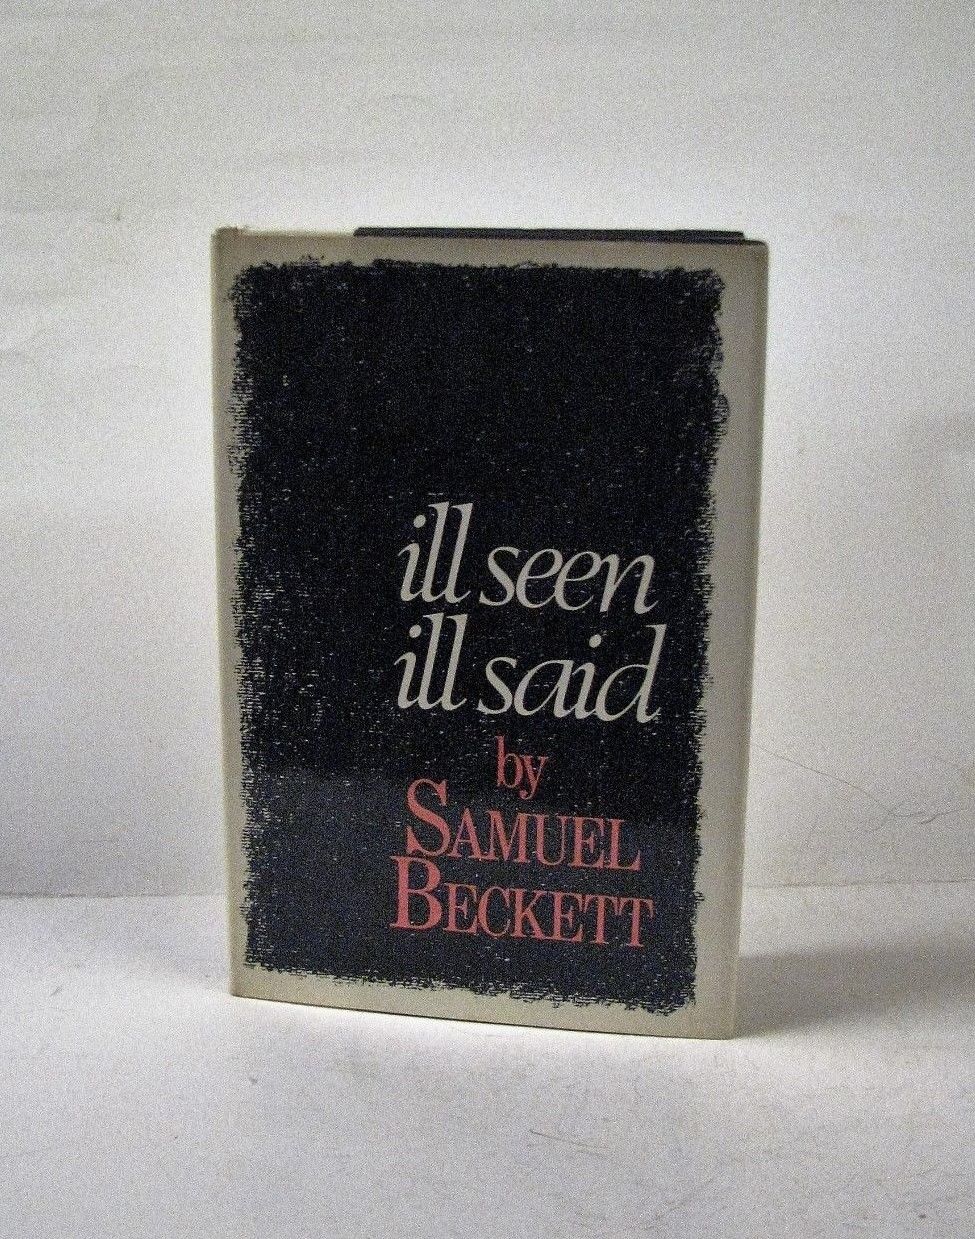 ill seen
ill said
by
SAMUEL
BECKETT